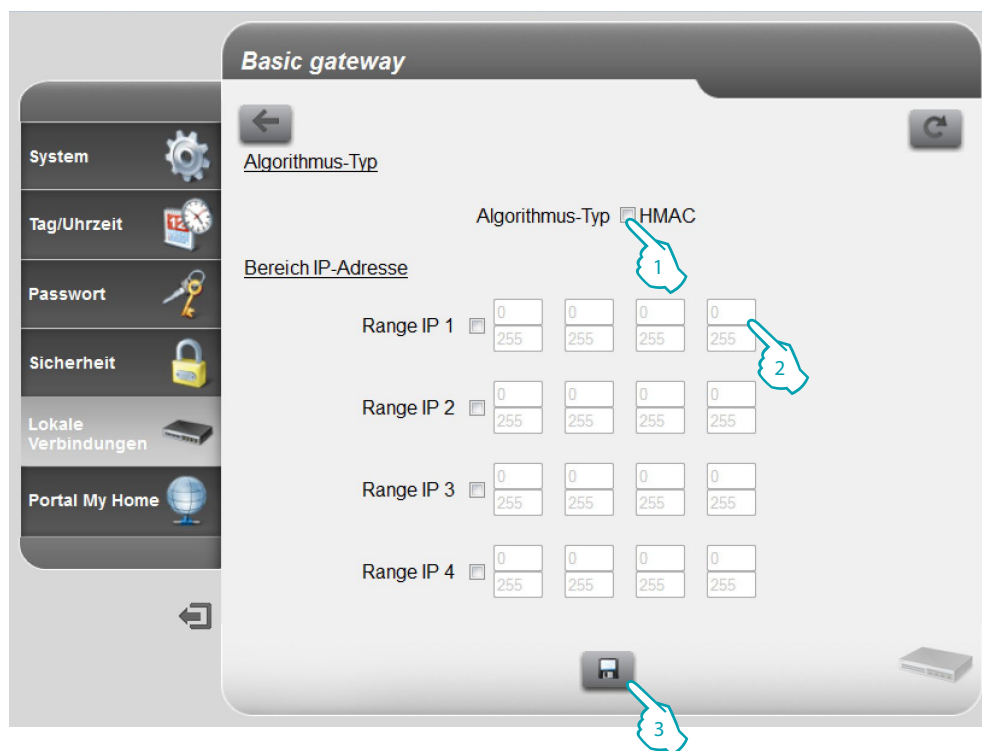 Basic gateway
System
Tag/Uhrzeit
12
Passwort
Sicherheit
Lokale
Verbindungen
Portal My Home
Algorithmus-Typ
Algorithmus-Typ HMAC
1
Bereich IP-Adresse
Range IP 1 0 0 0 0
255 255 255 255
2
Range IP 2 0 0 0 0
255 255 255 255
Range IP 3 0 0 0 0
255 255 255 255
Range IP 4 0 0 0 0
255 255 255 255
3